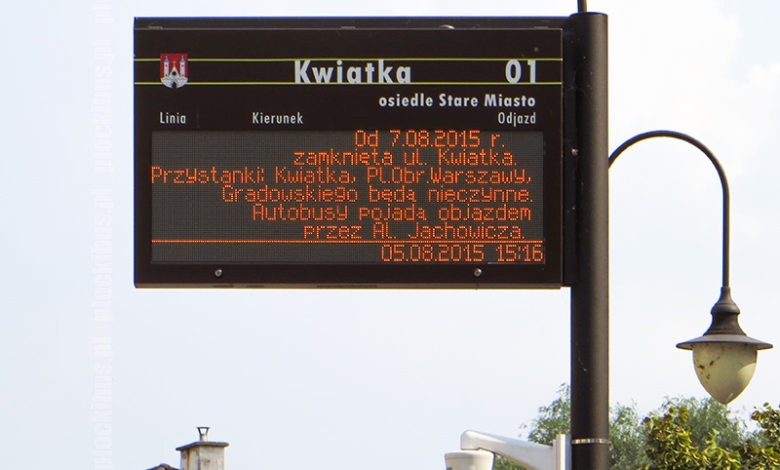 Kwiatka 01
osiedle Stare Miasto
Linia Kierunek Odjazd
Od 7.08.2015 r.
zamknięta ul. Kwiatka.
Przystanki: Kwiatka, Pl.Obr.Warszawy,
Gradowskiego będą nieczynne.
Autobusy pojadą objazdem
przez Al. Jachowicza.
05.08.2015 15:16